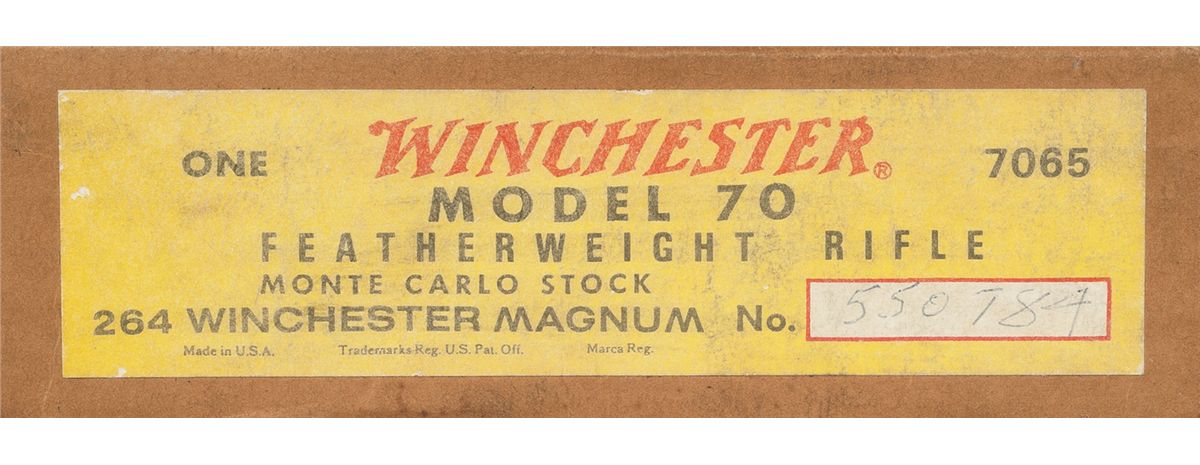 ONE WINCHESTER® 7065
MODEL 70
FEATHERWEIGHT RIFLE
MONTE CARLO STOCK
264 WINCHESTER MAGNUM No. 550784
Made in U.S.A. Trademarks Reg. U.S. Pat. Off. Marca Reg.